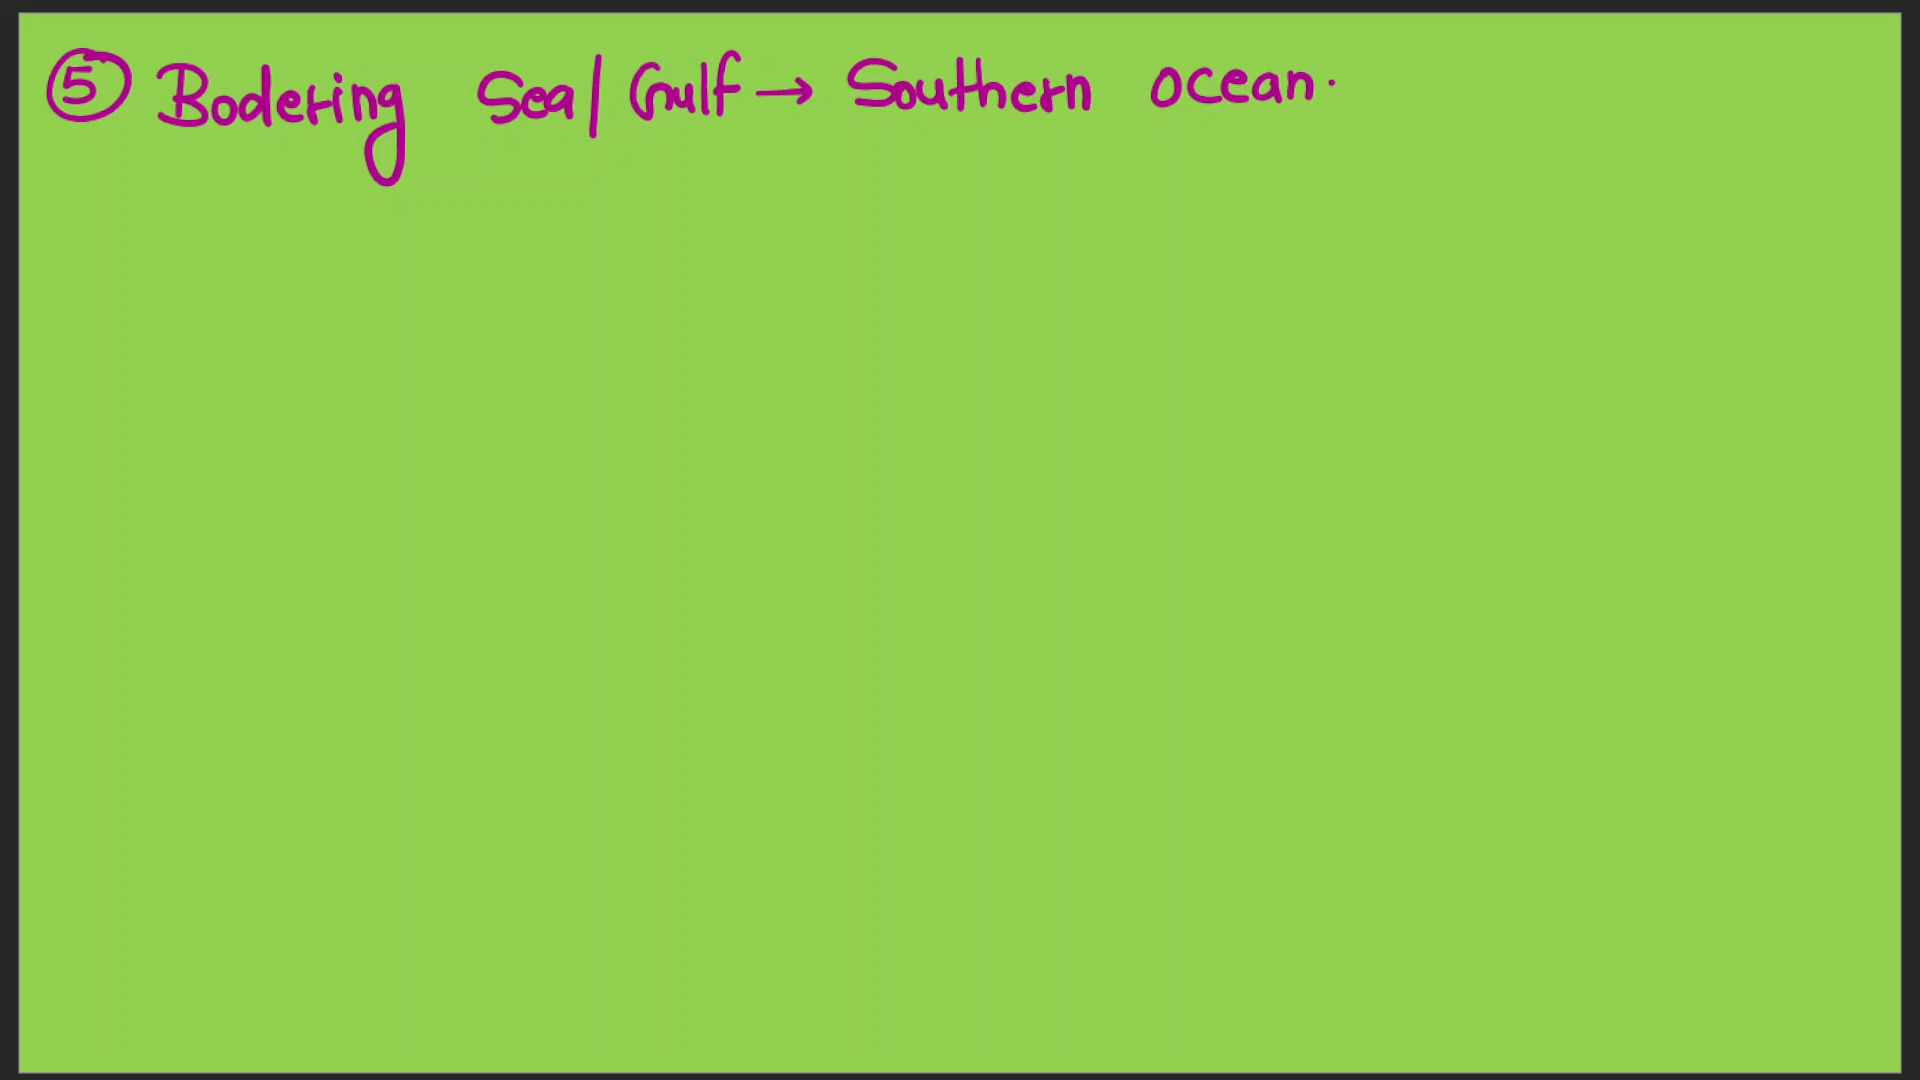 ⑤ Bodering Sea/Gulf → Southern ocean.